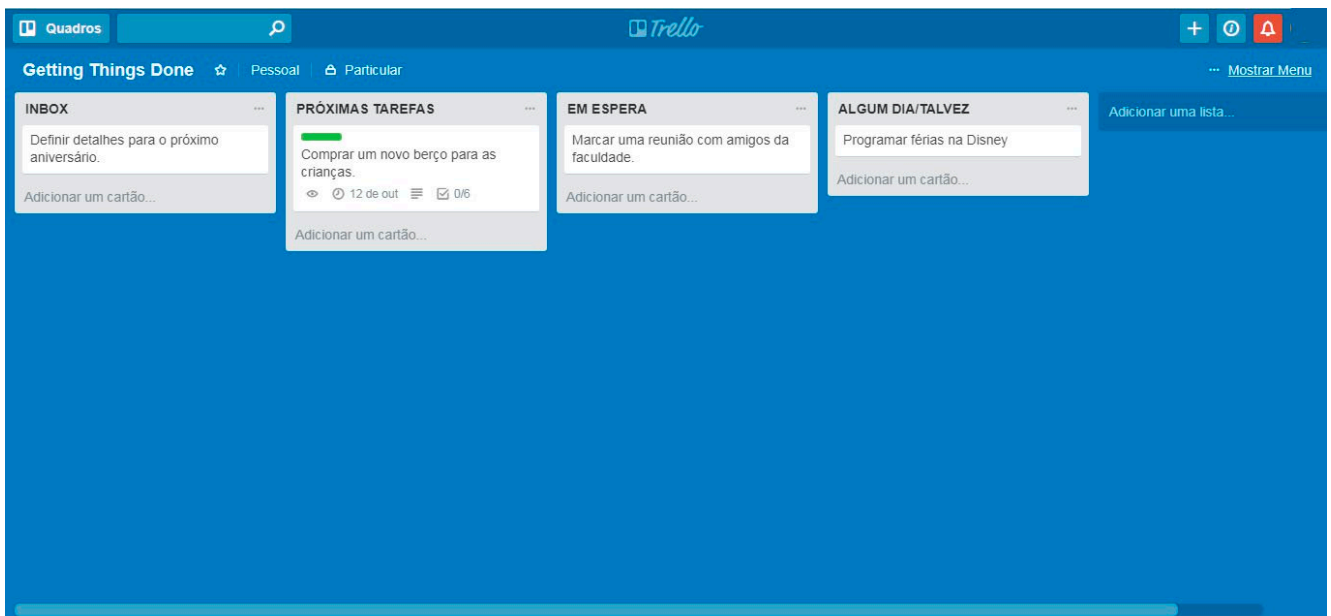 Quadros
Trello
Getting Things Done
Pessoal
Particular
··· Mostrar Menu
INBOX ···
Definir detalhes para o próximo
aniversário.
Adicionar um cartão...
PRÓXIMAS TAREFAS ···
Comprar um novo berço para as
crianças.
12 de out
0/6
Adicionar um cartão...
EM ESPERA ···
Marcar uma reunião com amigos da
faculdade.
Adicionar um cartão...
ALGUM DIA/TALVEZ ···
Programar férias na Disney
Adicionar um cartão...
Adicionar uma lista...